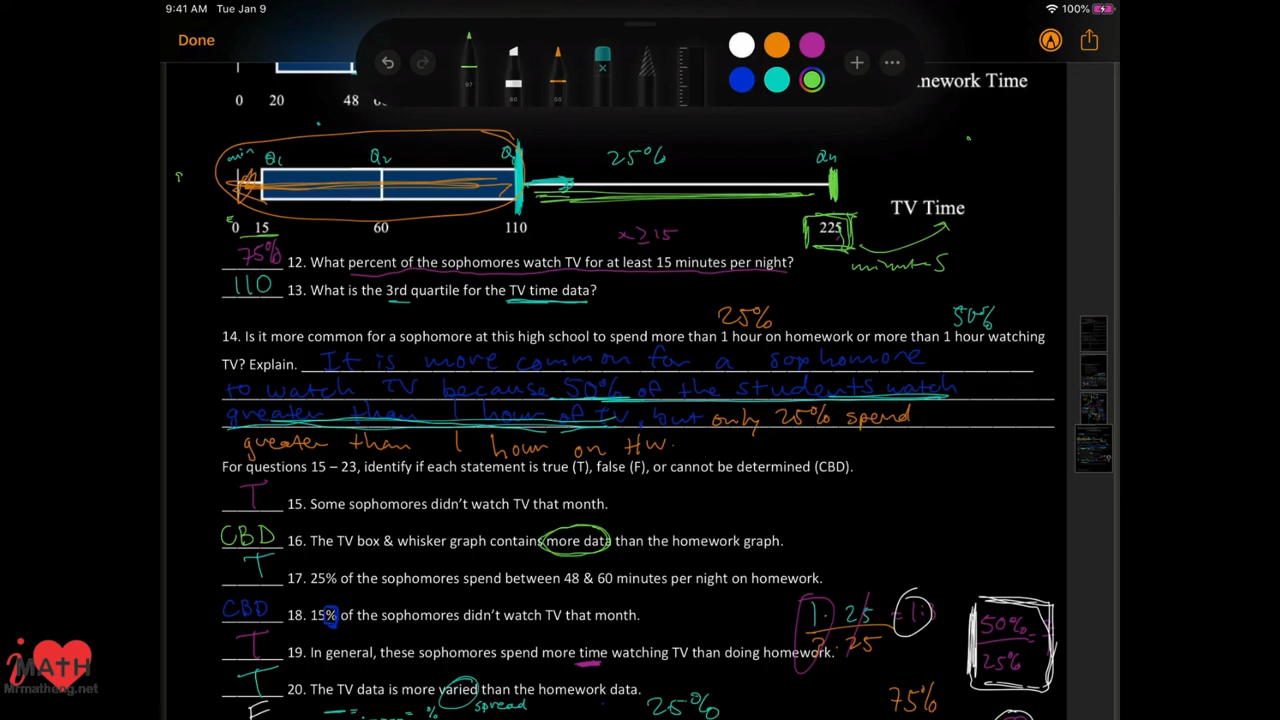 9:41 AM Tue Jan 9
100%
Done
97
80
0 20 48
mework Time
min Q1 Q2 25% Q4
0 15 60 110 225
TV Time
x ≥ 15
minutes
75% 12. What percent of the sophomores watch TV for at least 15 minutes per night?
110 13. What is the 3rd quartile for the TV time data?
25% 50%
14. Is it more common for a sophomore at this high school to spend more than 1 hour on homework or more than 1 hour watching
TV? Explain. It is more common for a sophomore
to watch TV because 50% of the students watch
greater than 1 hour of TV, but only 25% spend
greater than 1 hour on HW.
For questions 15 – 23, identify if each statement is true (T), false (F), or cannot be determined (CBD).
T 15. Some sophomores didn't watch TV that month.
CBD 16. The TV box & whisker graph contains more data than the homework graph.
T 17. 25% of the sophomores spend between 48 & 60 minutes per night on homework.
CBD 18. 15% of the sophomores didn't watch TV that month.
T 19. In general, these sophomores spend more time watching TV than doing homework.
50%
25%
T 20. The TV data is more varied than the homework data.
spread
25% 75%
iMATH
Mrmatheng.net